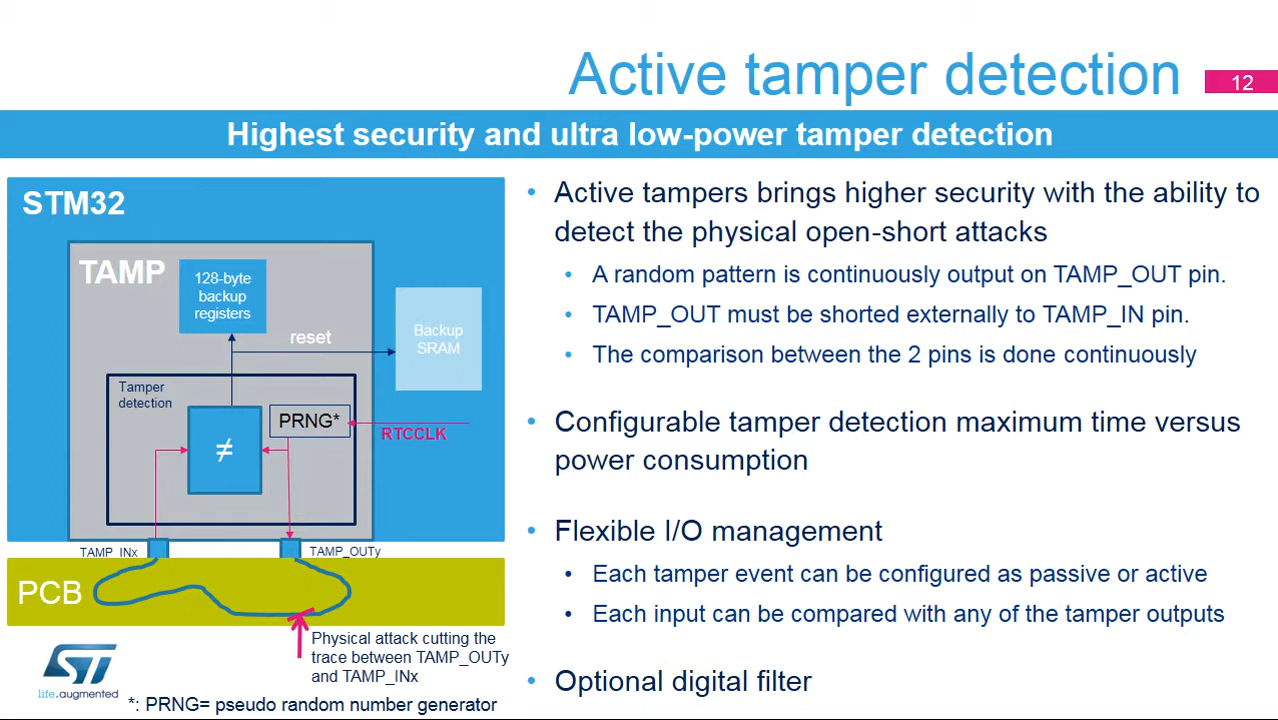 Active tamper detection
12
Highest security and ultra low-power tamper detection
STM32
TAMP
128-byte
backup
registers
reset
Backup
SRAM
Tamper
detection
PRNG*
≠
RTCCLK
TAMP_INx
TAMP_OUTy
PCB
Physical attack cutting the
trace between TAMP_OUTy
and TAMP_INx
ST
life.augmented
*: PRNG= pseudo random number generator
• Active tampers brings higher security with the ability to
detect the physical open-short attacks
• A random pattern is continuously output on TAMP_OUT pin.
• TAMP_OUT must be shorted externally to TAMP_IN pin.
• The comparison between the 2 pins is done continuously
• Configurable tamper detection maximum time versus
power consumption
• Flexible I/O management
• Each tamper event can be configured as passive or active
• Each input can be compared with any of the tamper outputs
• Optional digital filter